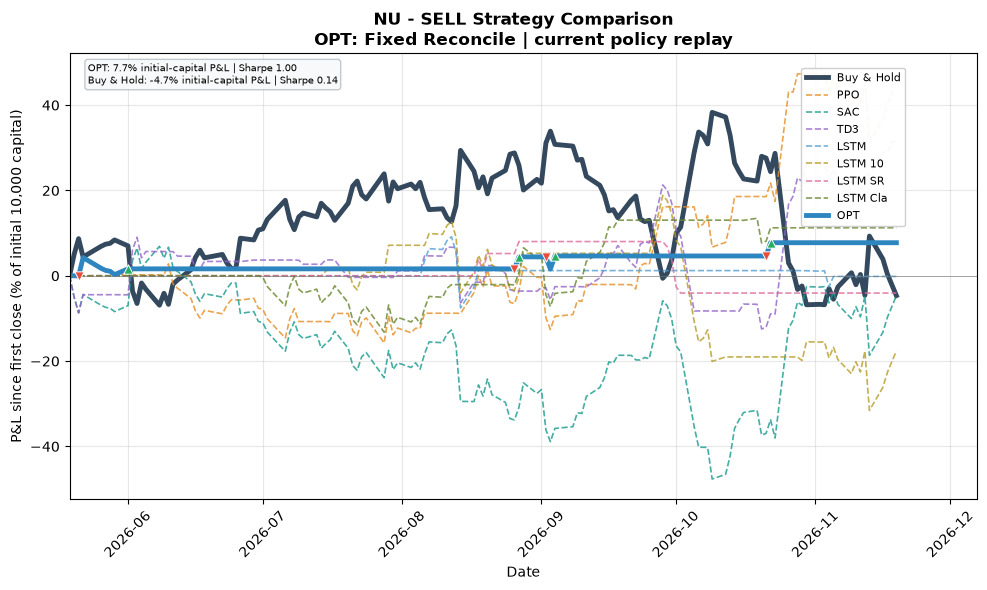 NU - SELL Strategy Comparison
OPT: Fixed Reconcile | current policy replay
OPT: 7.7% initial-capital P&L | Sharpe 1.00
Buy & Hold: -4.7% initial-capital P&L | Sharpe 0.14
Buy & Hold
PPO
SAC
TD3
LSTM
LSTM 10
LSTM SR
LSTM Cla
OPT
P&L since first close (% of initial 10,000 capital)
40
20
0
−20
−40
2026-06
2026-07
2026-08
2026-09
2026-10
2026-11
2026-12
Date